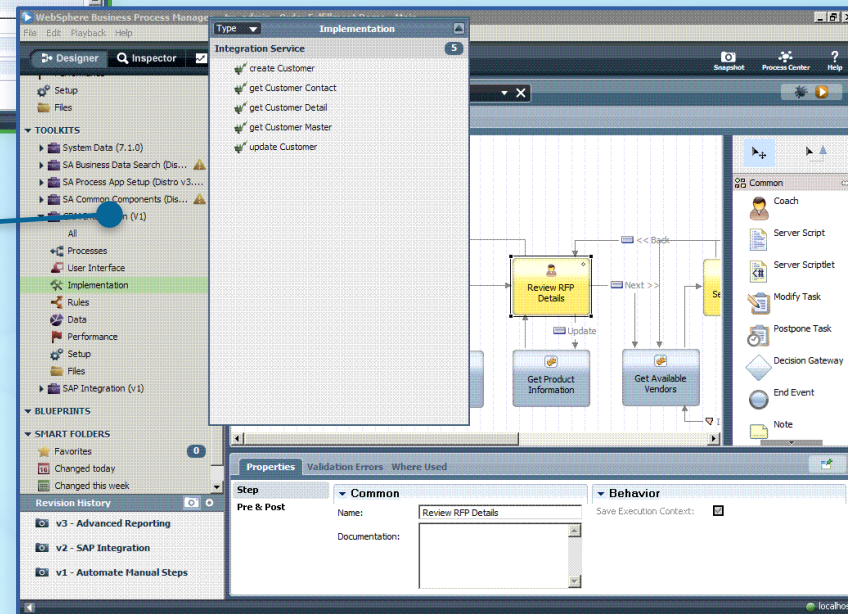 WebSphere Business Process Manage
File Edit Playback Help
Designer
Inspector
Snapshot
Process Center
Help
Setup
Files
TOOLKITS
System Data (7.1.0)
SA Business Data Search (Dis...
SA Process App Setup (Distro v3....
SA Common Components (Dis...
(V1)
All
Processes
User Interface
Implementation
Rules
Data
Performance
Setup
Files
SAP Integration (v1)
BLUEPRINTS
SMART FOLDERS
Favorites 0
Changed today
Changed this week
Revision History
v3 - Advanced Reporting
v2 - SAP Integration
v1 - Automate Manual Steps
Type Implementation
Integration Service 5
create Customer
get Customer Contact
get Customer Detail
get Customer Master
update Customer
<< Back
Review RFP
Details
Next >>
Se
Update
Get Product
Information
Get Available
Vendors
Common
Coach
Server Script
Server Scriptlet
Modify Task
Postpone Task
Decision Gateway
End Event
Note
Properties Validation Errors Where Used
Step
Pre & Post
Common
Name: Review RFP Details
Documentation:
Behavior
Save Execution Context:
localhos